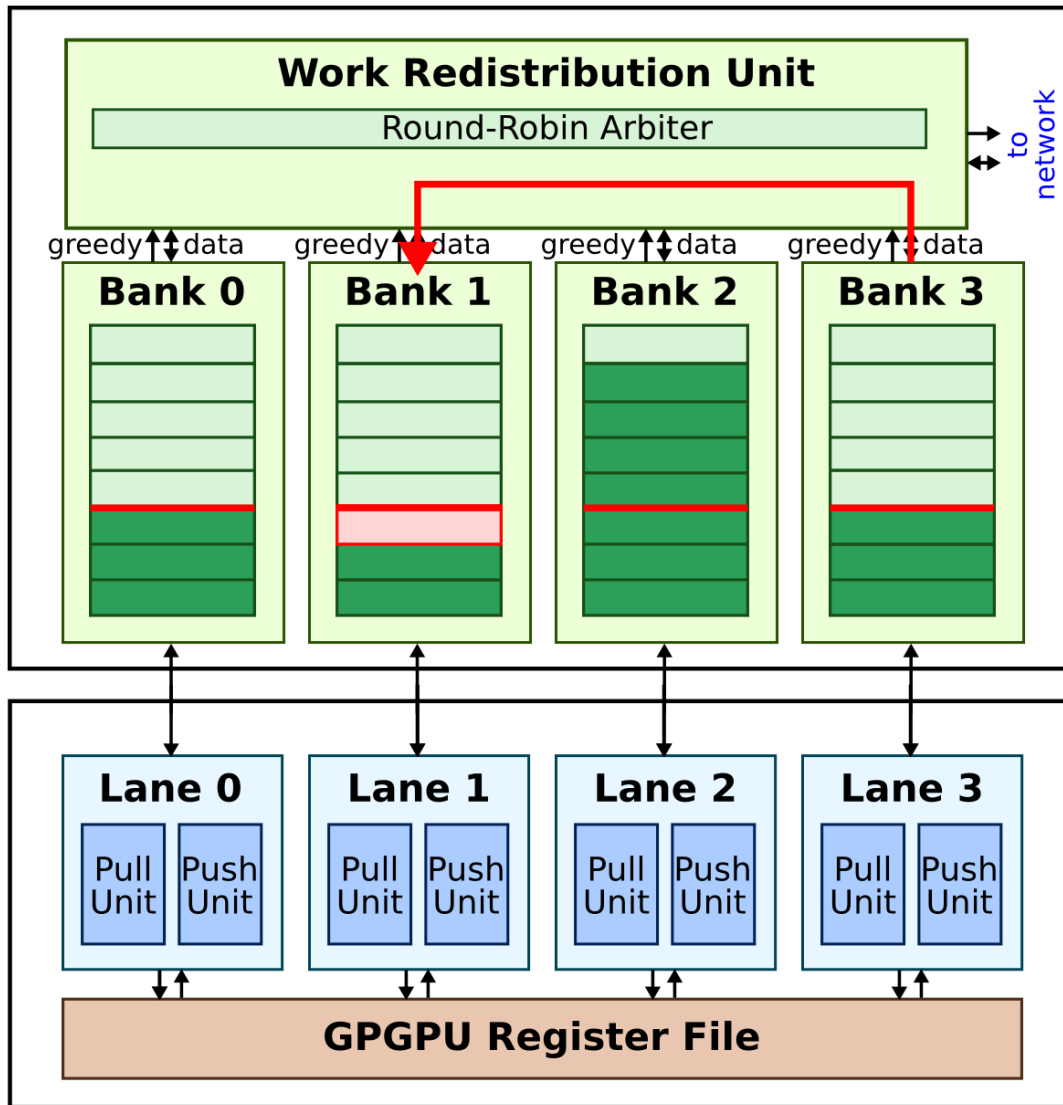 Work Redistribution Unit
Round-Robin Arbiter
to
network
greedy data greedy data greedy data greedy data
Bank 0 Bank 1 Bank 2 Bank 3
Lane 0 Lane 1 Lane 2 Lane 3
Pull Push Pull Push Pull Push Pull Push
Unit Unit Unit Unit Unit Unit Unit Unit
GPGPU Register File